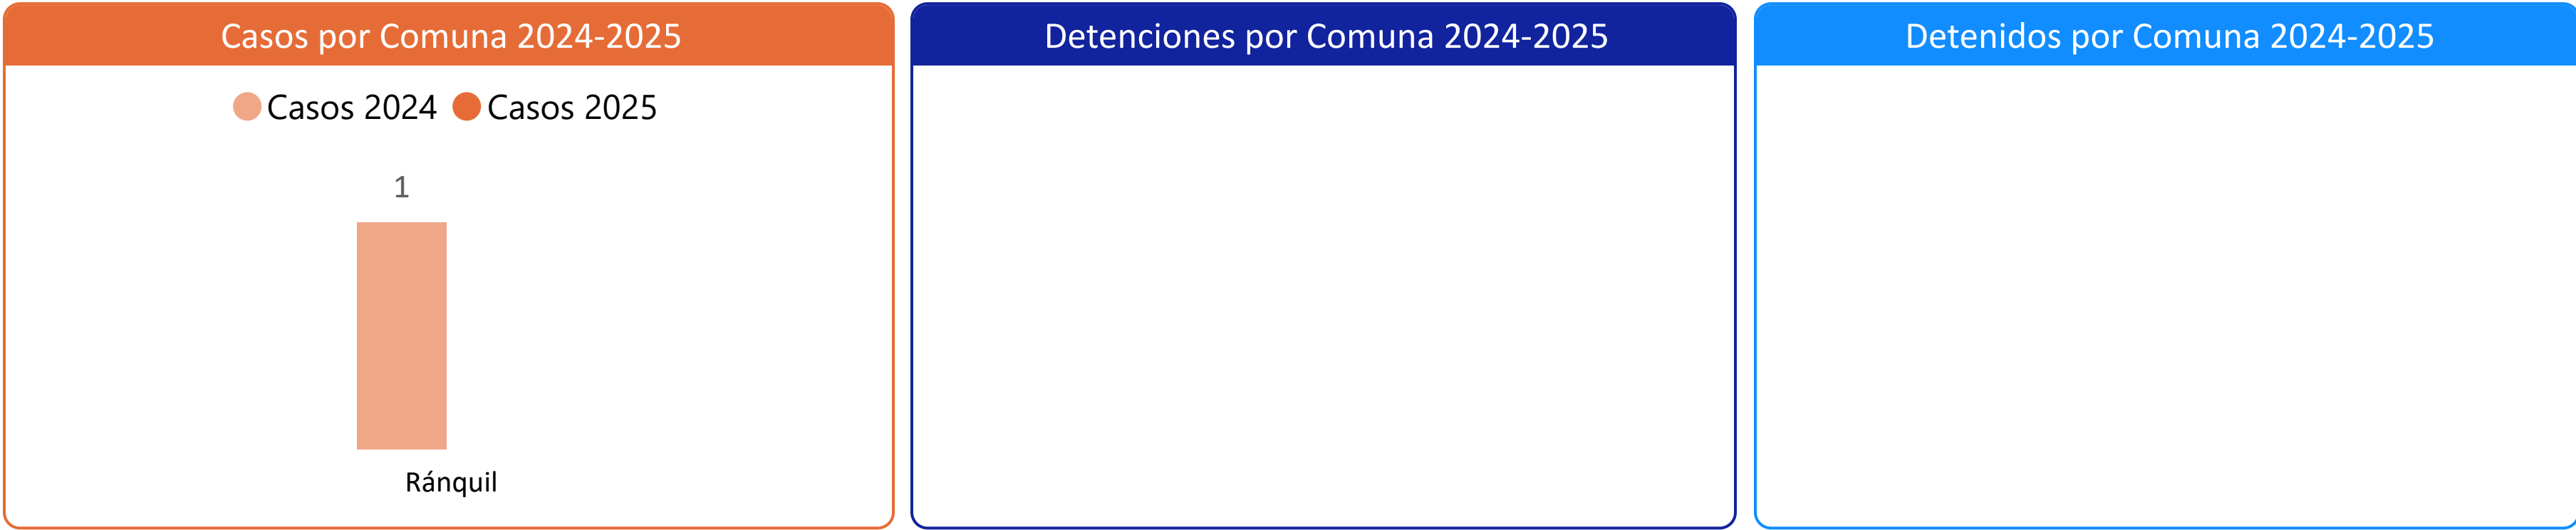 Casos por Comuna 2024-2025
Casos 2024 Casos 2025
1
Ránquil
Detenciones por Comuna 2024-2025
Detenidos por Comuna 2024-2025